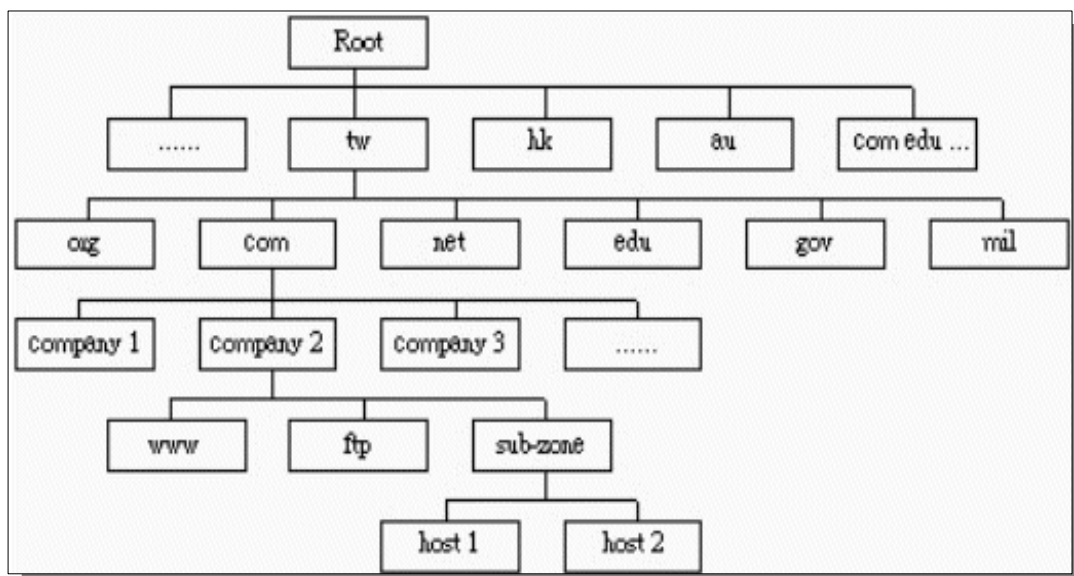 Root
...... tw hk au com edu ...
org com net edu gov mil
company 1 company 2 company 3 ......
www ftp sub-zone
host 1 host 2